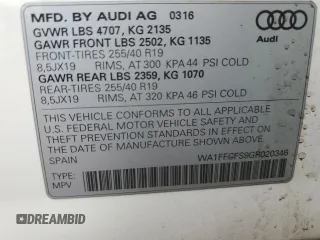 MFD. BY AUDI AG 0316
GVWR LBS 4707, KG 2135
GAWR FRONT LBS 2502, KG 1135
FRONT-TIRES 255/40 R19
8,5JX19 RIMS, AT 300 KPA 44 PSI COLD
GAWR REAR LBS 2359, KG 1070
REAR-TIRES 255/40 R19
8,5JX19 RIMS, AT 320 KPA 46 PSI COLD
Audi
THIS VEHICLE CONFORMS TO ALL APPLICABLE
U.S. FEDERAL MOTOR VEHICLE SAFETY, BUMPER,
AND THEFT PREVENTION STANDARDS IN EFFECT
ON THE DATE OF MANUFACTURE SHOWN ABOVE.
SPAIN WA1FEGFS9GR020346
TYPE:
MPV
DREAMBID
DREAMBID.COM